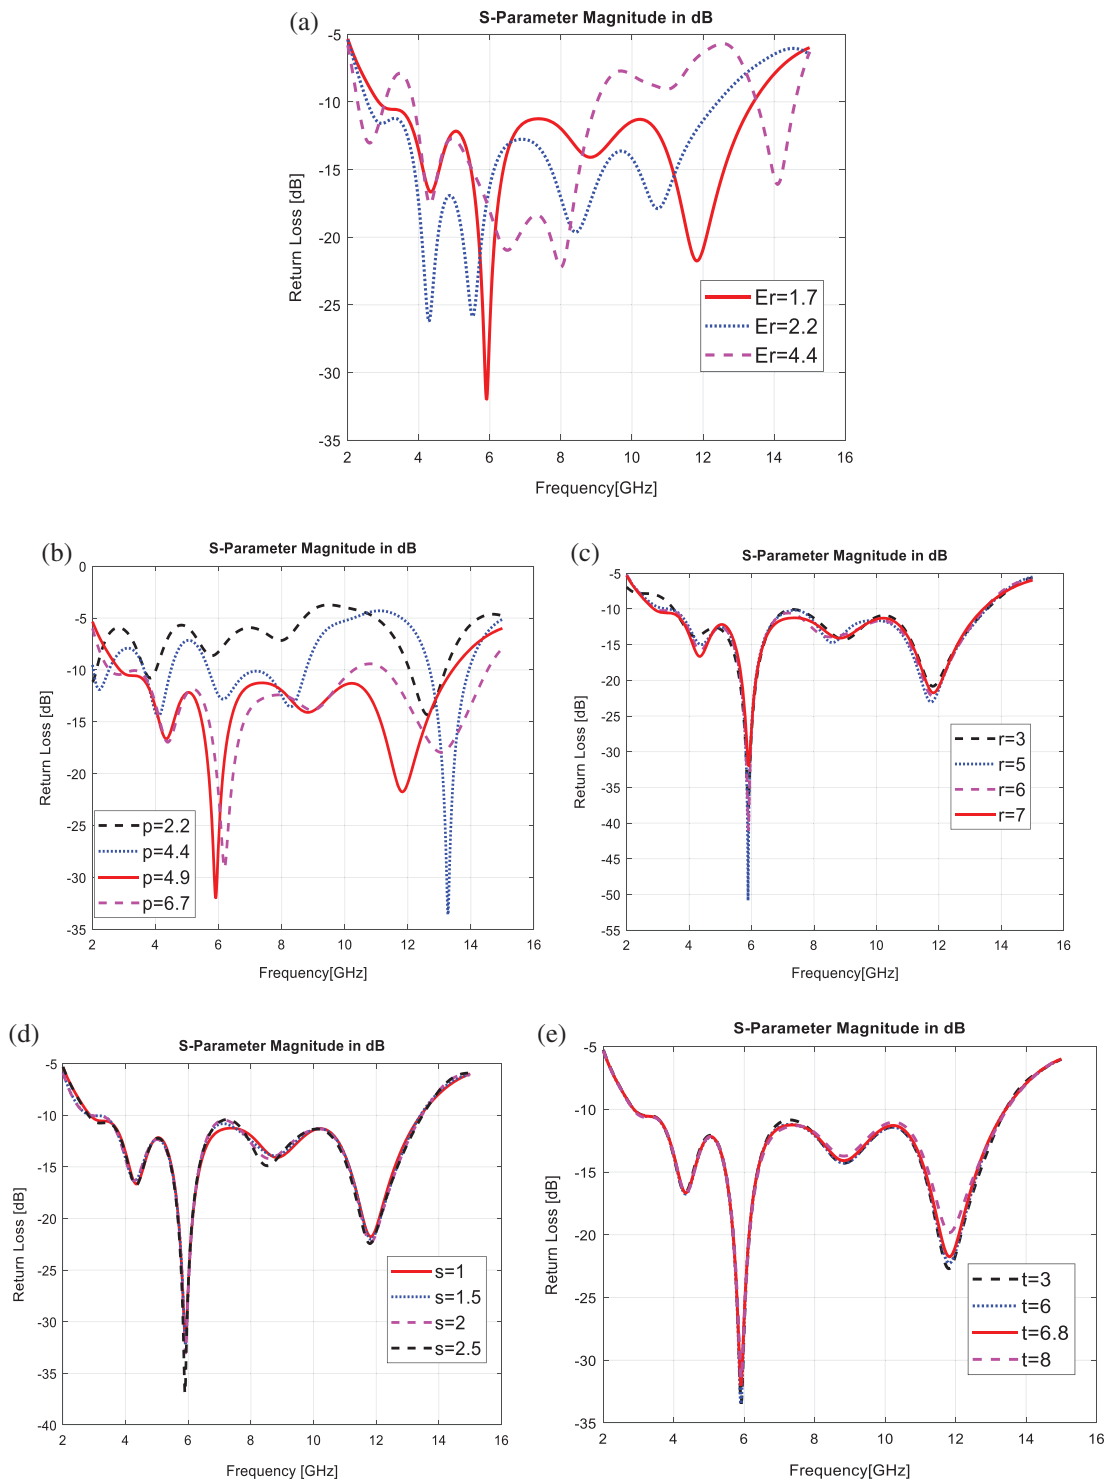 (a)
S-Parameter Magnitude in dB
-5
-10
-15
-20
-25
-30
-35
Return Loss [dB]
2 4 6 8 10 12 14 16
Frequency[GHz]
Er=1.7
Er=2.2
Er=4.4
(b)
S-Parameter Magnitude in dB
0
-5
-10
-15
-20
-25
-30
-35
Return Loss [dB]
2 4 6 8 10 12 14 16
Frequency[GHz]
p=2.2
p=4.4
p=4.9
p=6.7
(c)
S-Parameter Magnitude in dB
-5
-10
-15
-20
-25
-30
-35
-40
-45
-50
-55
Return Loss [dB]
2 4 6 8 10 12 14 16
Frequency[GHz]
r=3
r=5
r=6
r=7
(d)
S-Parameter Magnitude in dB
-5
-10
-15
-20
-25
-30
-35
-40
Return Loss [dB]
2 4 6 8 10 12 14 16
Frequency [GHz]
s=1
s=1.5
s=2
s=2.5
(e)
S-Parameter Magnitude in dB
-5
-10
-15
-20
-25
-30
-35
Return Loss [dB]
2 4 6 8 10 12 14 16
Frequency[GHz]
t=3
t=6
t=6.8
t=8